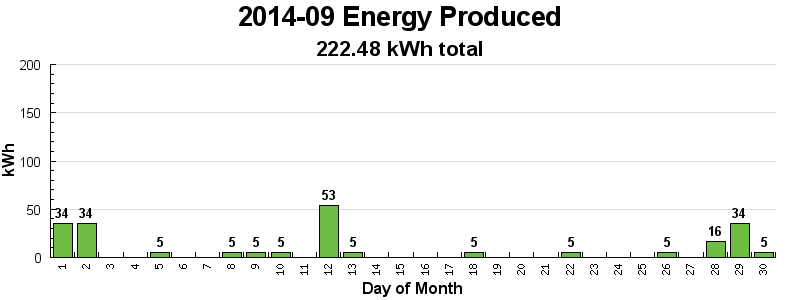 2014-09 Energy Produced
222.48 kWh total
kWh
200
150
100
50
0
34 34 5 5 5 5 53 5 5 5 5 16 34 5
1 2 3 4 5 6 7 8 9 10 11 12 13 14 15 16 17 18 19 20 21 22 23 24 25 26 27 28 29 30
Day of Month